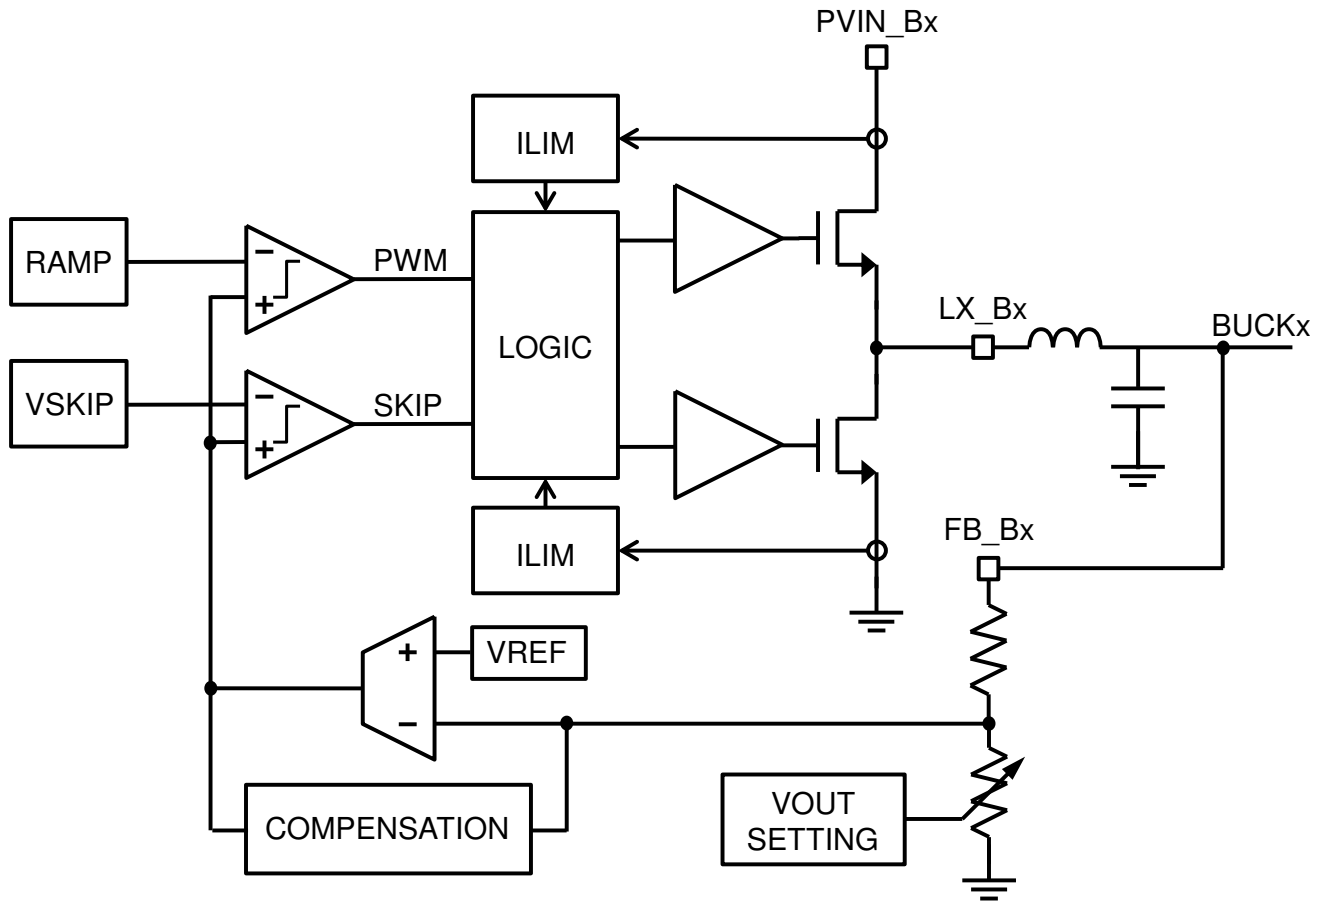 PVIN_Bx
ILIM
RAMP
−
+
PWM
LOGIC
LX_Bx
BUCKx
VSKIP
−
+
SKIP
ILIM
FB_Bx
+
−
VREF
COMPENSATION
VOUT
SETTING